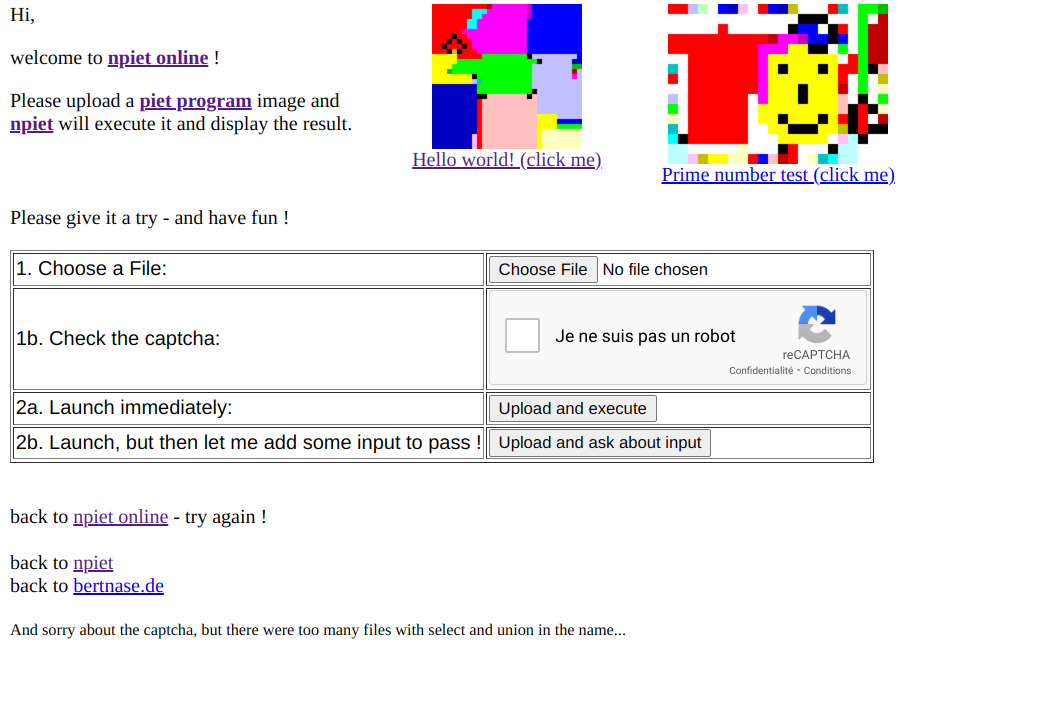 Hi,
welcome to npiet online !
Please upload a piet program image and
npiet will execute it and display the result.
Hello world! (click me)
Prime number test (click me)
Please give it a try - and have fun !
1. Choose a File:
Choose File No file chosen
1b. Check the captcha:
Je ne suis pas un robot
reCAPTCHA
Confidentialité - Conditions
2a. Launch immediately:
Upload and execute
2b. Launch, but then let me add some input to pass !
Upload and ask about input
back to npiet online - try again !
back to npiet
back to bertnase.de
And sorry about the captcha, but there were too many files with select and union in the name...